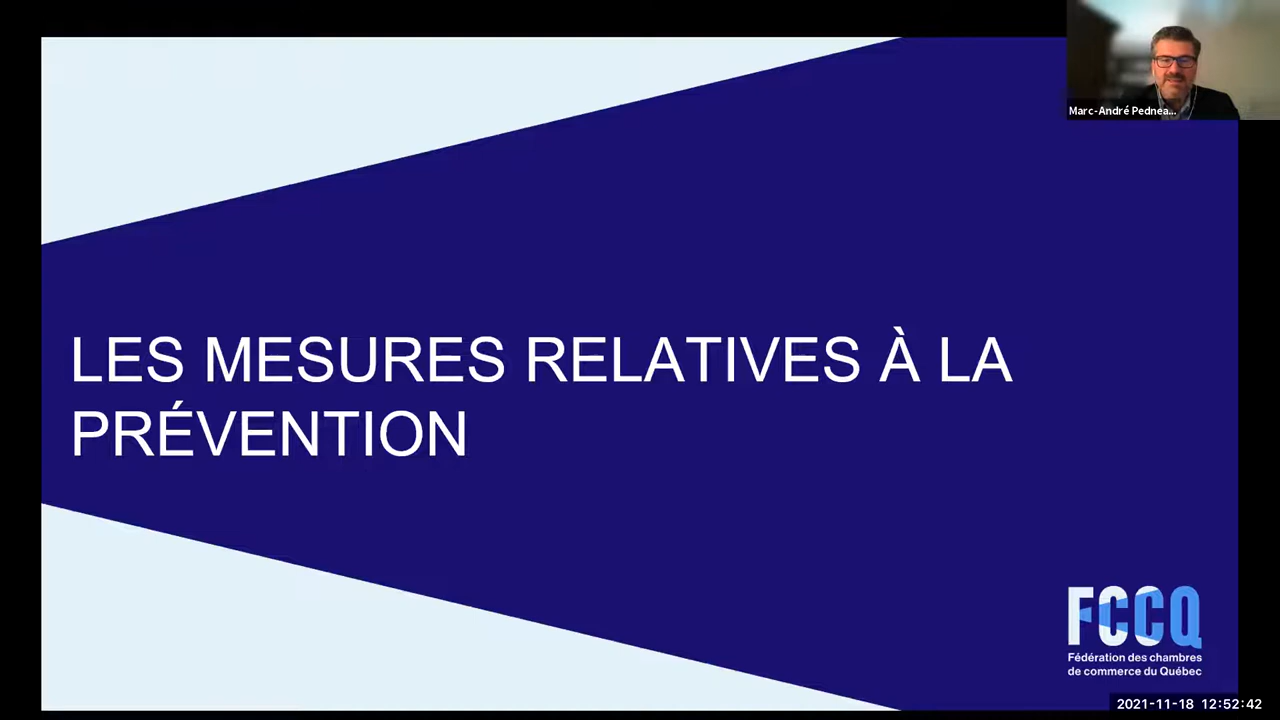 Marc-André Pednea...
LES MESURES RELATIVES À LA
PRÉVENTION
FCCQ
Fédération des chambres
de commerce du Québec
2021-11-18 12:52:42